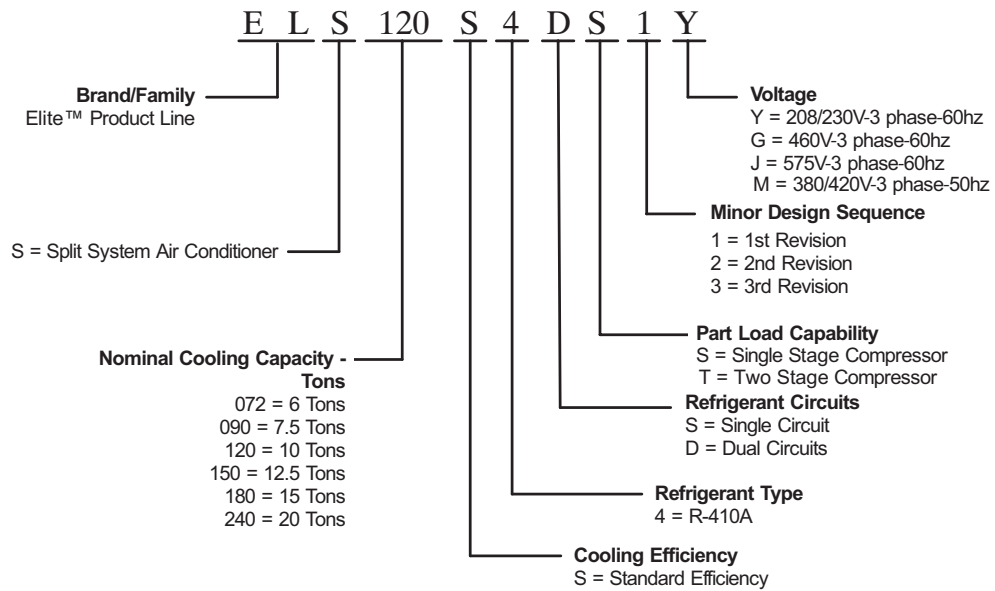 E L S 120 S 4 D S 1 Y
Brand/Family
Elite™ Product Line
S = Split System Air Conditioner
Nominal Cooling Capacity -
Tons
072 = 6 Tons
090 = 7.5 Tons
120 = 10 Tons
150 = 12.5 Tons
180 = 15 Tons
240 = 20 Tons
Voltage
Y = 208/230V-3 phase-60hz
G = 460V-3 phase-60hz
J = 575V-3 phase-60hz
M = 380/420V-3 phase-50hz
Minor Design Sequence
1 = 1st Revision
2 = 2nd Revision
3 = 3rd Revision
Part Load Capability
S = Single Stage Compressor
T = Two Stage Compressor
Refrigerant Circuits
S = Single Circuit
D = Dual Circuits
Refrigerant Type
4 = R-410A
Cooling Efficiency
S = Standard Efficiency